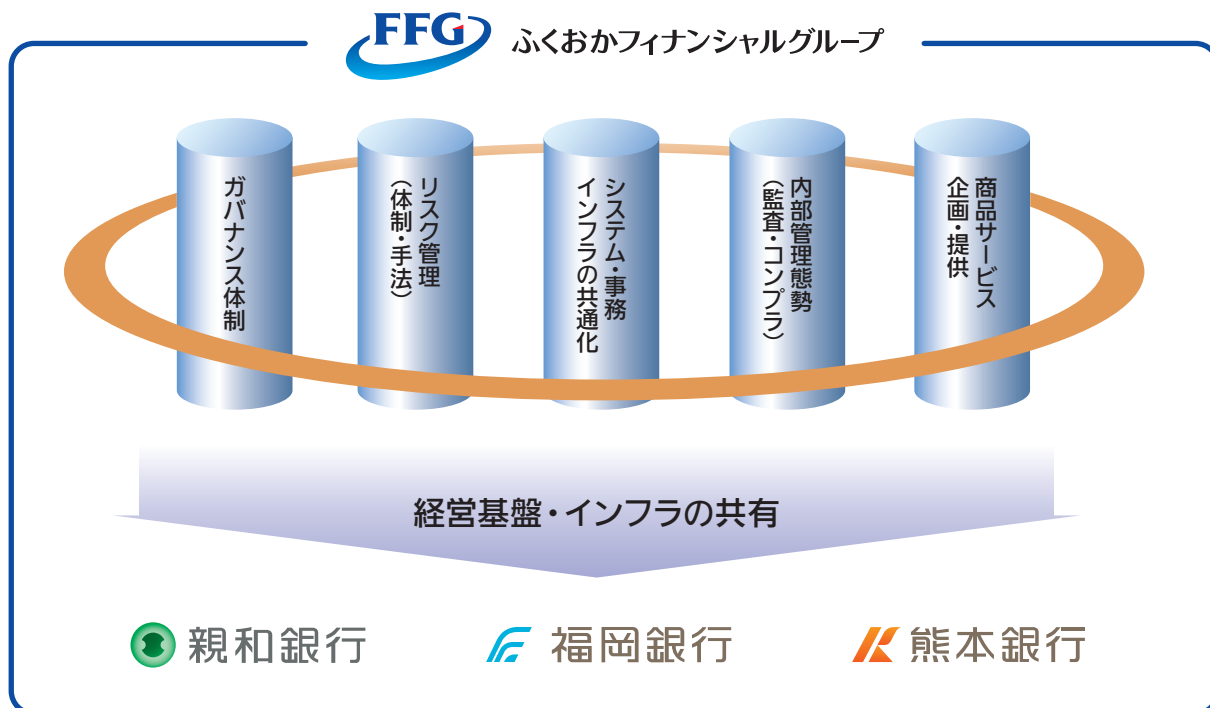 FFG ふくおかフィナンシャルグループ
ガバナンス体制
リスク管理
（体制・手法）
システム・事務
インフラの共通化
内部管理態勢
（監査・コンプラ）
商品サービス
企画・提供
経営基盤・インフラの共有
親和銀行
福岡銀行
熊本銀行